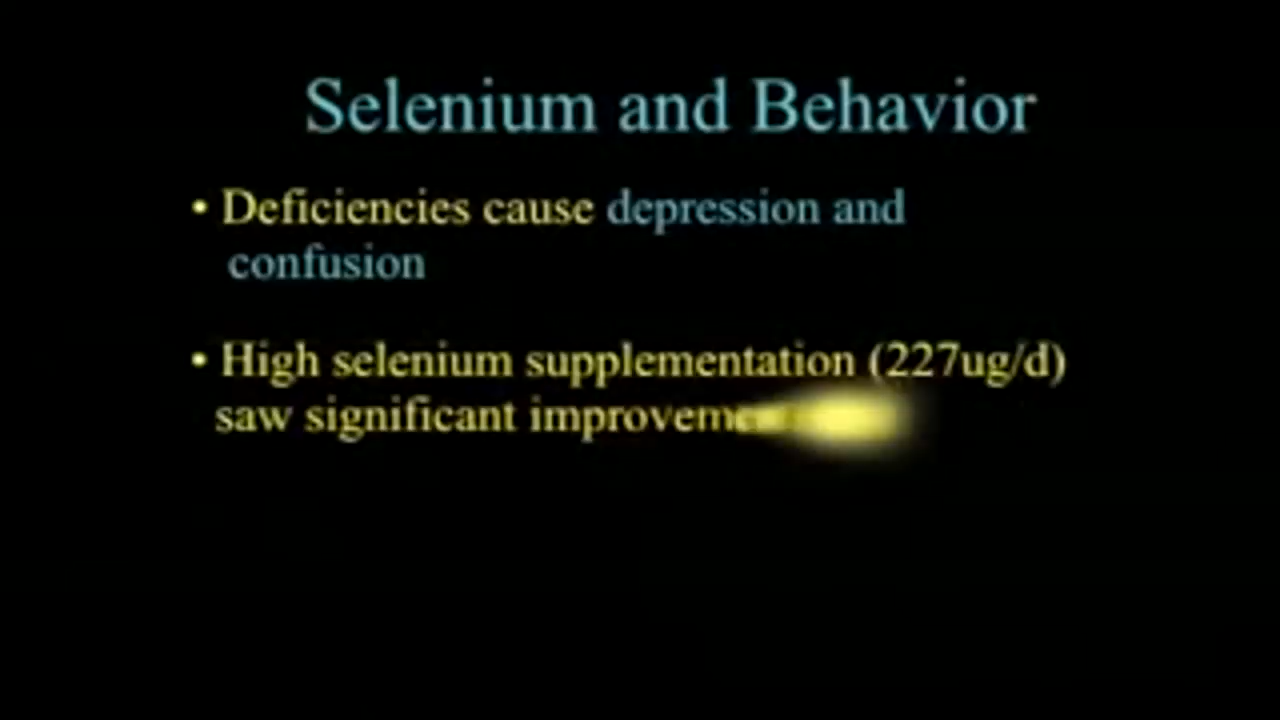 Selenium and Behavior
• Deficiencies cause depression and
confusion
• High selenium supplementation (227ug/d)
saw significant